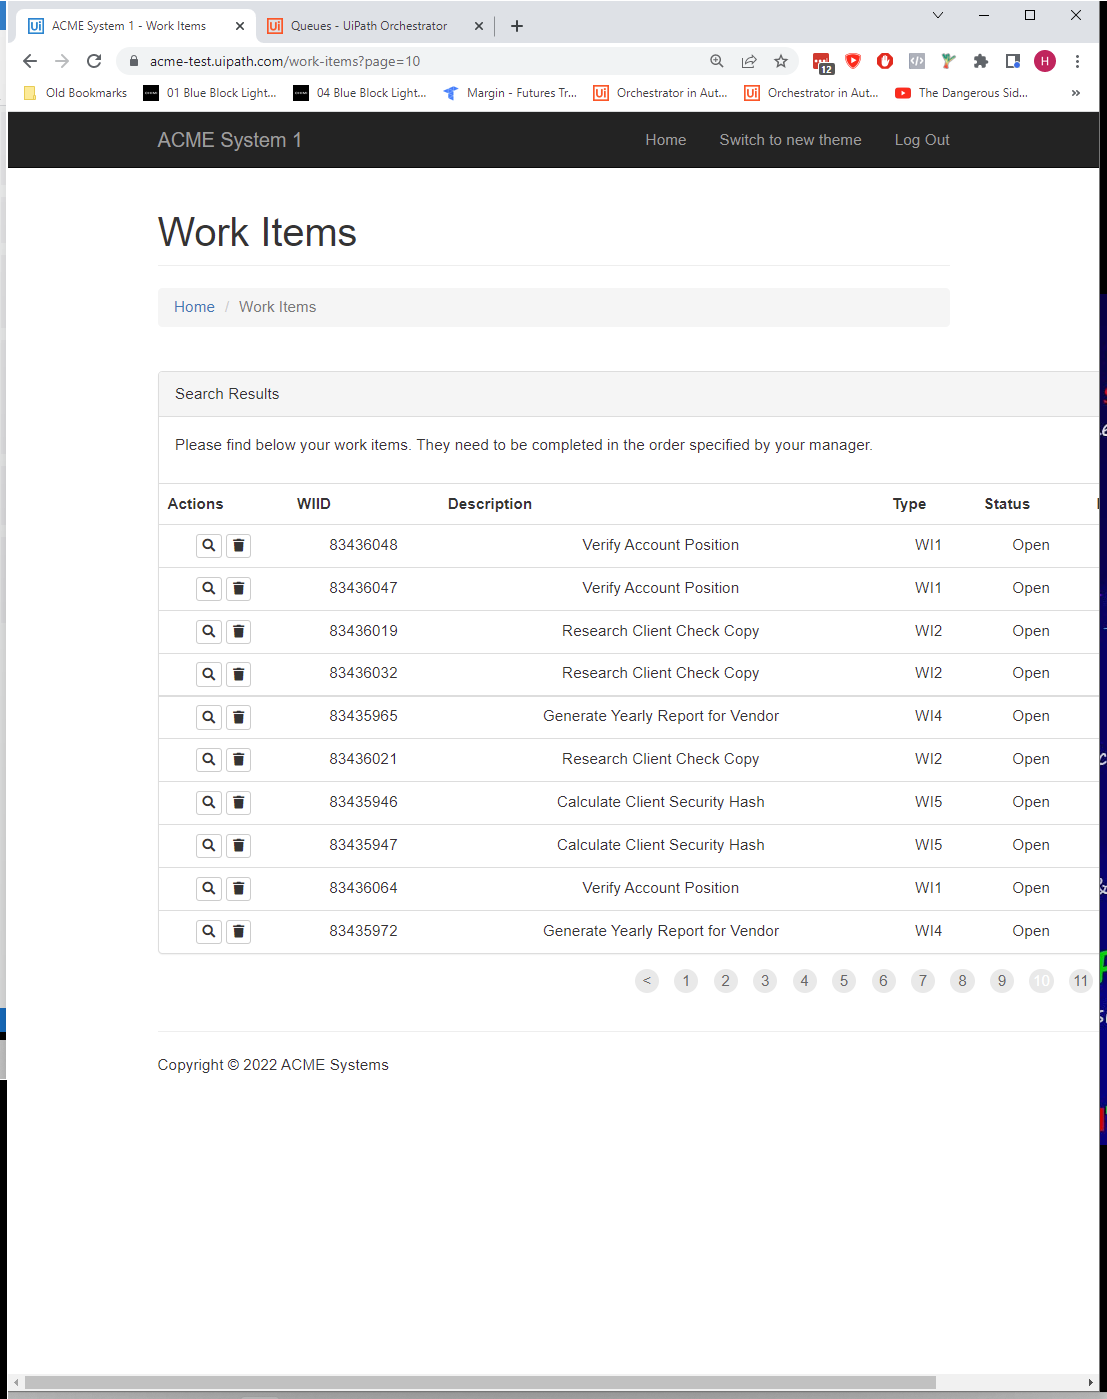 ACME System 1 - Work Items
Queues - UiPath Orchestrator
acme-test.uipath.com/work-items?page=10
12
H
Old Bookmarks 01 Blue Block Light... 04 Blue Block Light... Margin - Futures Tr... Orchestrator in Aut... Orchestrator in Aut... The Dangerous Sid... »
ACME System 1 Home Switch to new theme Log Out
Work Items
Home / Work Items
Search Results
Please find below your work items. They need to be completed in the order specified by your manager.
Actions WIID Description Type Status
83436048 Verify Account Position WI1 Open
83436047 Verify Account Position WI1 Open
83436019 Research Client Check Copy WI2 Open
83436032 Research Client Check Copy WI2 Open
83435965 Generate Yearly Report for Vendor WI4 Open
83436021 Research Client Check Copy WI2 Open
83435946 Calculate Client Security Hash WI5 Open
83435947 Calculate Client Security Hash WI5 Open
83436064 Verify Account Position WI1 Open
83435972 Generate Yearly Report for Vendor WI4 Open
< 1 2 3 4 5 6 7 8 9 10 11
Copyright © 2022 ACME Systems